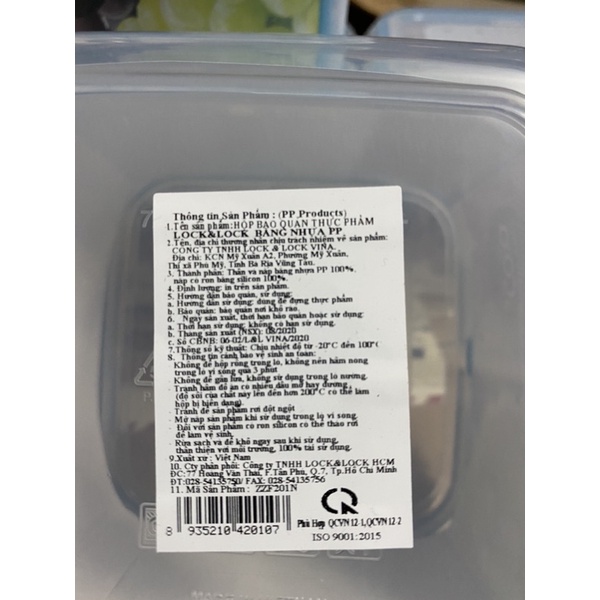 Thông tin Sản Phẩm : (PP Products)
1.Tên sản phẩm:HỘP BẢO QUẢN THỰC PHẨM
LOCK&LOCK BẰNG NHỰA PP
2.Tên, địa chỉ thương nhân chịu trách nhiệm về sản phẩm:
CÔNG TY TNHH LOCK & LOCK VINA.
Địa chỉ: KCN Mỹ Xuân A2, Phường Mỹ Xuân,
Thị xã Phú Mỹ, Tỉnh Bà Rịa Vũng Tàu.
3. Thành phần: Thân và nắp bằng nhựa PP 100%,
nắp có ron bằng silicon 100%.
4. Định lượng: in trên sản phẩm.
5. Hướng dẫn bảo quản, sử dụng:
a. Hướng dẫn sử dụng: dùng để đựng thực phẩm
b. Bảo quản: bảo quản nơi khô ráo.
6. Ngày sản xuất, thời hạn bảo quản hoặc sử dụng:
a. Thời hạn sử dụng: không có hạn sử dụng.
b. Tháng sản xuất (NSX): 08/2020
c. Số CBNB: 06-02/L&L VINA/2020
7.Thông số kỹ thuật: Chịu nhiệt độ từ -20°C đến 100°C
8. Thông tin cảnh báo vệ sinh an toàn:
Không để hộp rỗng trong lò, không nên hâm nóng
trong lò vi sóng quá 3 phút
Không để gần lửa, không sử dụng trong lò nướng.
Tránh hâm đồ ăn có nhiều dầu mỡ hay đường
(độ sôi của chất này lên đến hơn 200°C có thể làm
hộp bị biến dạng).
Tránh để sản phẩm rơi đột ngột
Mở nắp sản phẩm khi sử dụng trong lò vi sóng.
Đối với sản phẩm có ron silicon có thể tháo rời
để làm vệ sinh.
Rửa sạch và để khô ngay sau khi sử dụng,
thân thiện với môi trường, 100% tái sử dụng.
9.Xuất xứ : Việt Nam
10. Cty phân phối: Công ty TNHH LOCK&LOCK HCM
ĐC:77 Hoàng Văn Thái, F.Tân Phú, Q.7, Tp.Hồ Chí Minh
ĐT:028-54135750/ FAX: 028-54135756
11. Mã Sản Phẩm : ZZF201N
8 935210 420107
Phù Hợp QCVN 12-1,QCVN 12-2
ISO 9001:2015